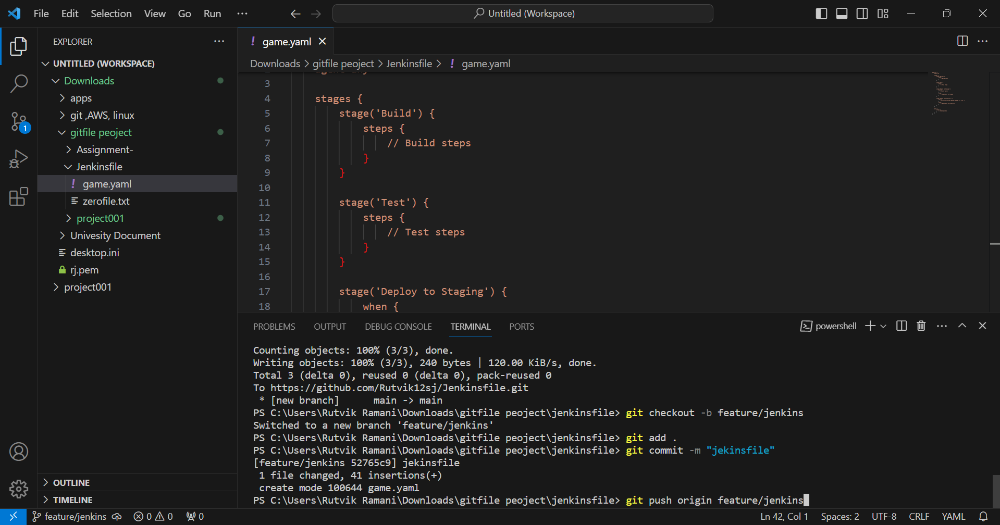 File Edit Selection View Go Run ··· Untitled (Workspace)
EXPLORER
UNTITLED (WORKSPACE)
Downloads
apps
git ,AWS, linux
gitfile peoject
Assignment-
Jenkinsfile
! game.yaml
zerofile.txt
project001
Univesity Document
desktop.ini
rj.pem
project001
OUTLINE
TIMELINE
1
! game.yaml
Downloads > gitfile peoject > Jenkinsfile > ! game.yaml
3
4 stages {
5 stage('Build') {
6 steps {
7 // Build steps
8 }
9 }
10
11 stage('Test') {
12 steps {
13 // Test steps
14 }
15 }
16
17 stage('Deploy to Staging') {
18 when {
PROBLEMS OUTPUT DEBUG CONSOLE TERMINAL PORTS powershell
Counting objects: 100% (3/3), done.
Writing objects: 100% (3/3), 240 bytes | 120.00 KiB/s, done.
Total 3 (delta 0), reused 0 (delta 0), pack-reused 0
To https://github.com/Rutvik12sj/Jenkinsfile.git
* [new branch] main -> main
PS C:\Users\Rutvik Ramani\Downloads\gitfile peoject\jenkinsfile> git checkout -b feature/jenkins
Switched to a new branch 'feature/jenkins'
PS C:\Users\Rutvik Ramani\Downloads\gitfile peoject\jenkinsfile> git add .
PS C:\Users\Rutvik Ramani\Downloads\gitfile peoject\jenkinsfile> git commit -m "jekinsfile"
[feature/jenkins 52765c9] jekinsfile
1 file changed, 41 insertions(+)
create mode 100644 game.yaml
PS C:\Users\Rutvik Ramani\Downloads\gitfile peoject\jenkinsfile> git push origin feature/jenkins
feature/jenkins 0 0 0 Ln 42, Col 1 Spaces: 2 UTF-8 CRLF YAML